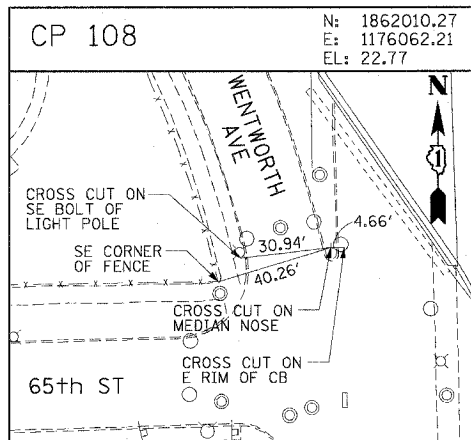 CP 108
N: 1862010.27
E: 1176062.21
EL: 22.77
N
1
WENTWORTH
AVE
CROSS CUT ON
SE BOLT OF
LIGHT POLE
4.66'
30.94'
SE CORNER
OF FENCE
40.26'
CROSS CUT ON
MEDIAN NOSE
CROSS CUT ON
E RIM OF CB
65th ST